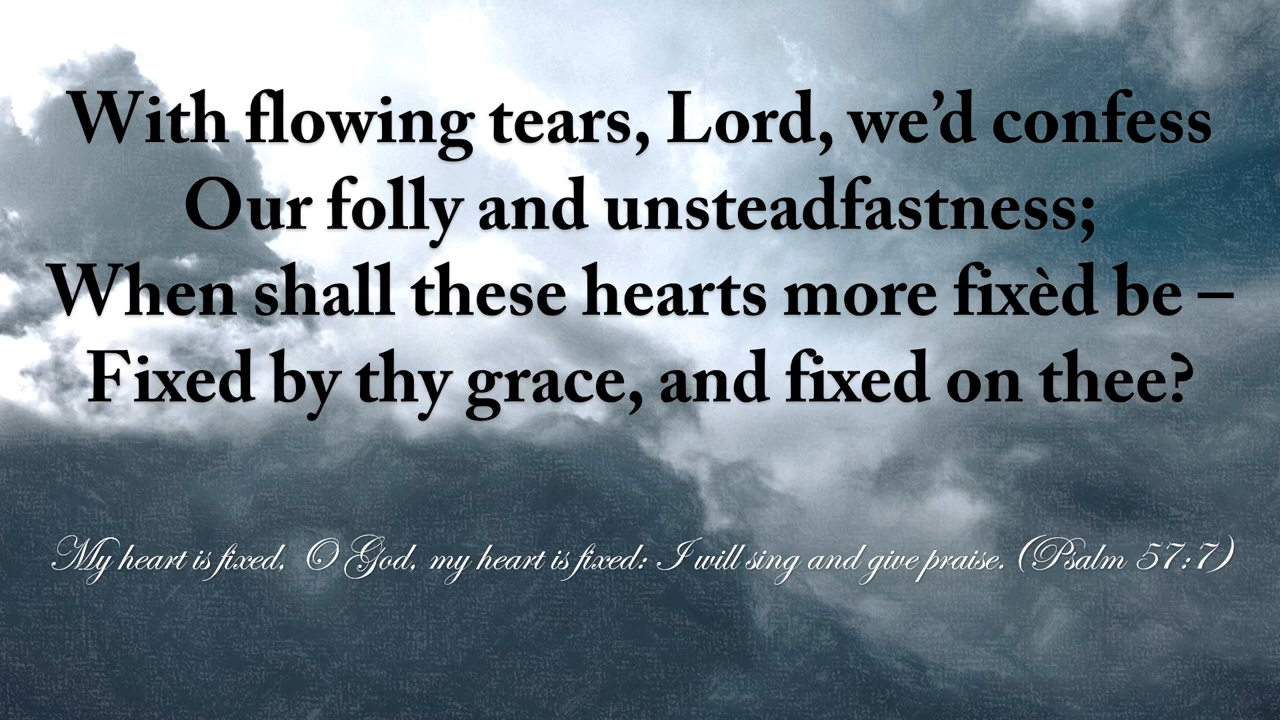 With flowing tears, Lord, we’d confess
Our folly and unsteadfastness;
When shall these hearts more fixèd be –
Fixed by thy grace, and fixed on thee?
My heart is fixed, O God, my heart is fixed: I will sing and give praise. (Psalm 57:7)